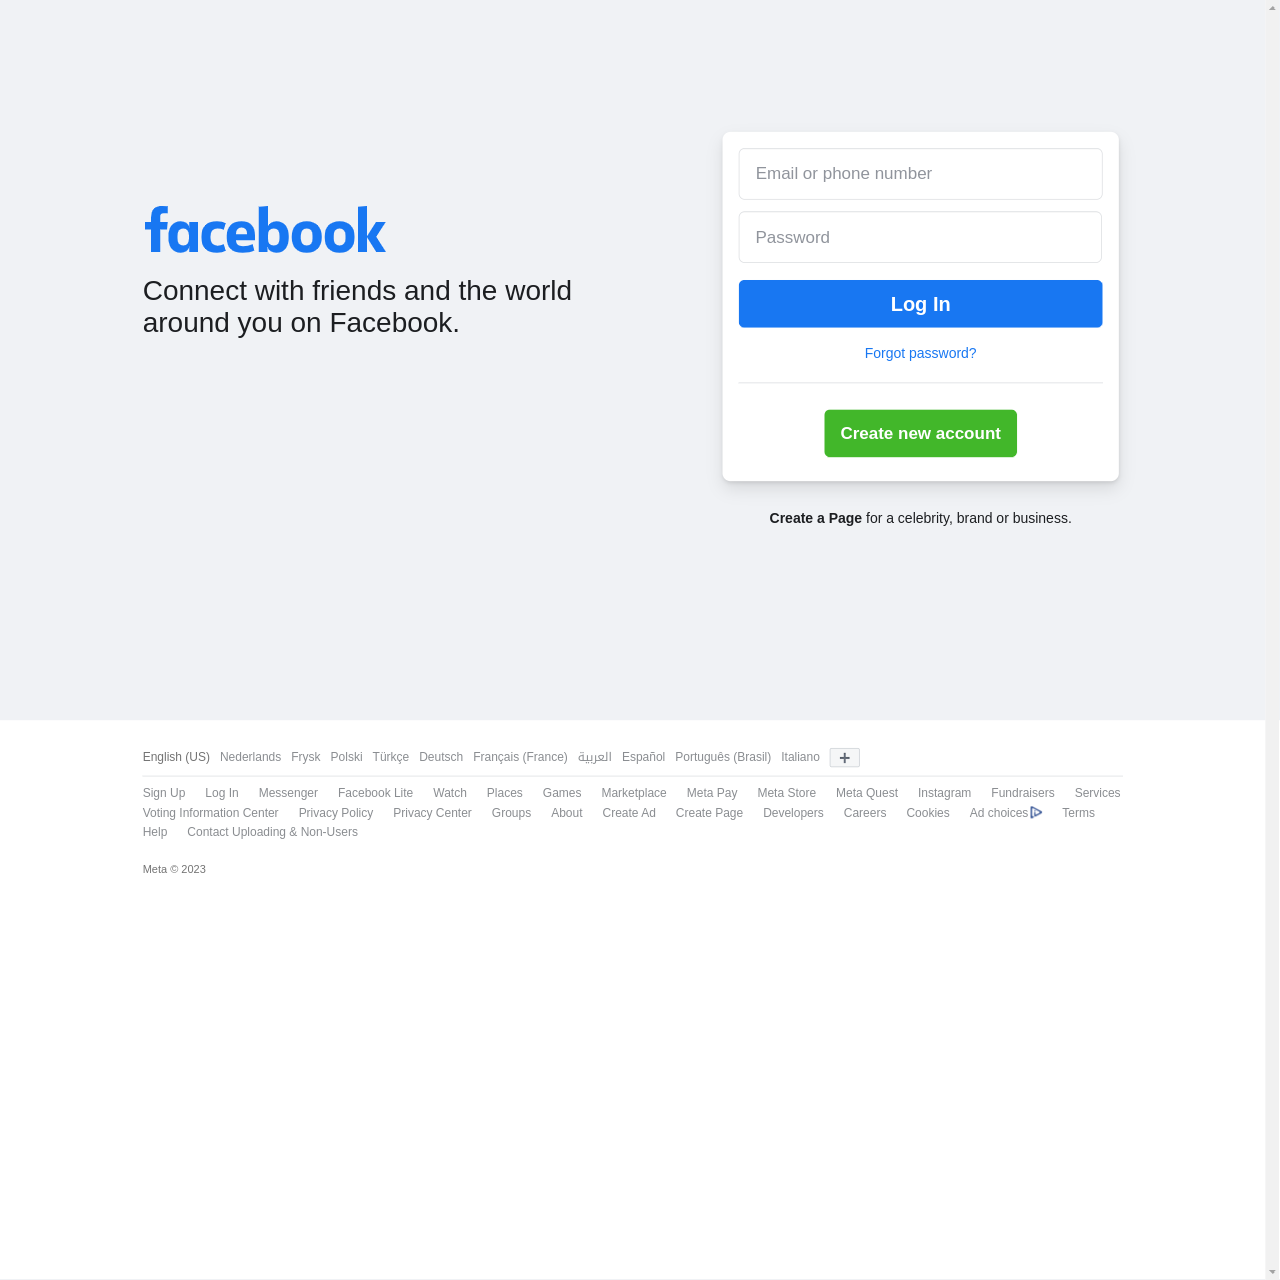 facebook
Connect with friends and the world
around you on Facebook.
Email or phone number
Password
Log In
Forgot password?
Create new account
Create a Page for a celebrity, brand or business.
English (US) Nederlands Frysk Polski Türkçe Deutsch Français (France) العربية Español Português (Brasil) Italiano +
Sign Up Log In Messenger Facebook Lite Watch Places Games Marketplace Meta Pay Meta Store Meta Quest Instagram Fundraisers Services
Voting Information Center Privacy Policy Privacy Center Groups About Create Ad Create Page Developers Careers Cookies Ad choices Terms
Help Contact Uploading & Non-Users
Meta © 2023